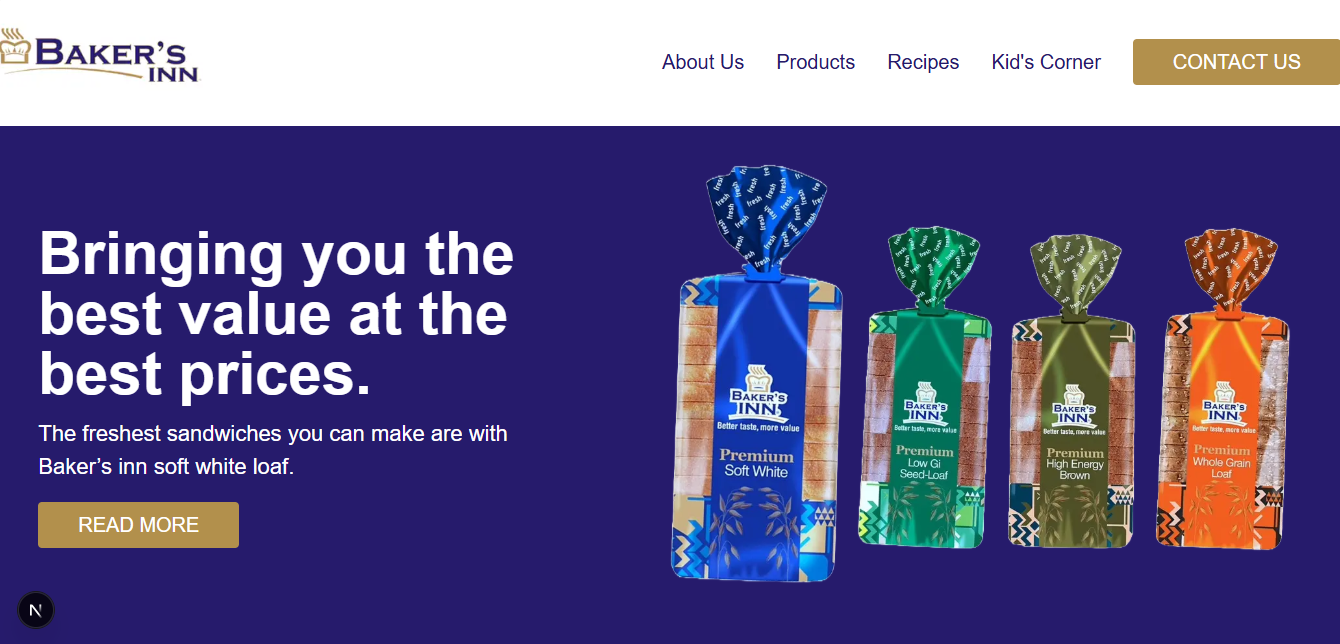 BAKER'S
INN
About Us
Products
Recipes
Kid's Corner
CONTACT US
Bringing you the
best value at the
best prices.
The freshest sandwiches you can make are with
Baker’s inn soft white loaf.
READ MORE
BAKER'S
INN
Better taste, more value
Premium
Soft White
BAKER'S
INN
Better taste, more value
Premium
Low Gi
Seed-Loaf
BAKER'S
INN
Better taste, more value
Premium
High Energy
Brown
BAKER'S
INN
Better taste, more value
Premium
Whole Grain
Loaf
fresh
fresh
fresh
fresh
N